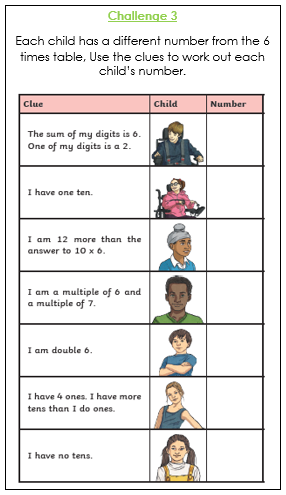 Challenge 3
Each child has a different number from the 6
times table, Use the clues to work out each
child's number.
Clue Child Number
The sum of my digits is 6.
One of my digits is a 2.
I have one ten.
I am 12 more than the
answer to 10 x 6.
I am a multiple of 6 and
a multiple of 7.
I am double 6.
I have 4 ones. I have more
tens than I do ones.
I have no tens.